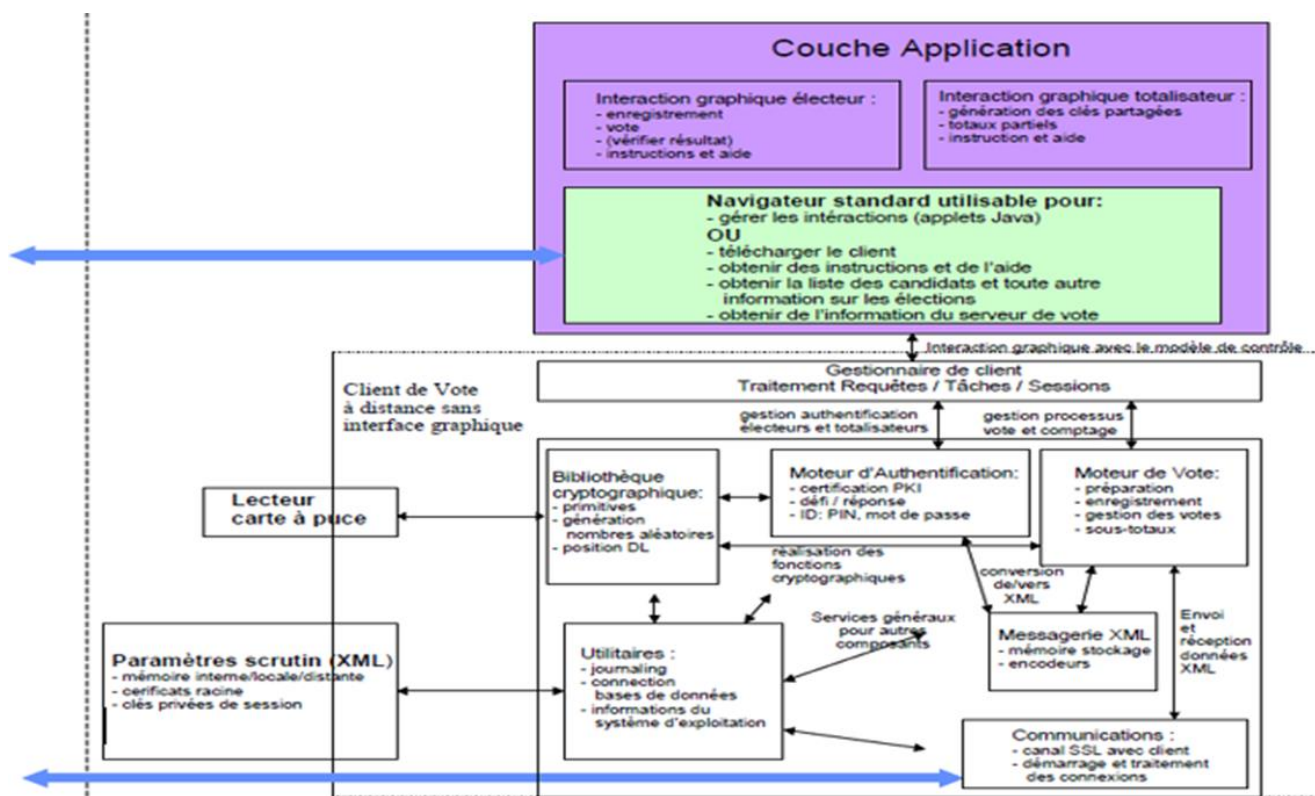 Couche Application
Interaction graphique électeur :
- enregistrement
- vote
- (vérifier résultat)
- instructions et aide
Interaction graphique totalisateur :
- génération des clés partagées
- totaux partiels
- instruction et aide
Navigateur standard utilisable pour:
- gérer les intéractions (applets Java)
OU
- télécharger le client
- obtenir des instructions et de l'aide
- obtenir la liste des candidats et toute autre
information sur les élections
- obtenir de l'information du serveur de vote
Interaction graphique avec le modèle de contrôle
Client de Vote
à distance sans
interface graphique
Gestionnaire de client
Traitement Requêtes / Tâches / Sessions
gestion authentification
électeurs et totalisateurs
gestion processus
vote et comptage
Lecteur
carte à puce
Bibliothèque
cryptographique:
- primitives
- génération
nombres aléatoires
- position DL
Moteur d'Authentification:
- certification PKI
- défi / réponse
- ID: PIN, mot de passe
Moteur de Vote:
- préparation
- enregistrement
- gestion des votes
- sous-totaux
réalisation des
fonctions
cryptographiques
conversion
de/vers
XML
Envoi
et
réception
données
XML
Paramètres scrutin (XML)
- mémoire interne/locale/distante
- cerificats racine
- clés privées de session
Utilitaires :
- journaling
- connection
bases de données
- informations du
système d'exploitation
Services généraux
pour autres
composants
Messagerie XML
- mémoire stockage
- encodeurs
Communications :
- canal SSL avec client
- démarrage et traitement
des connexions